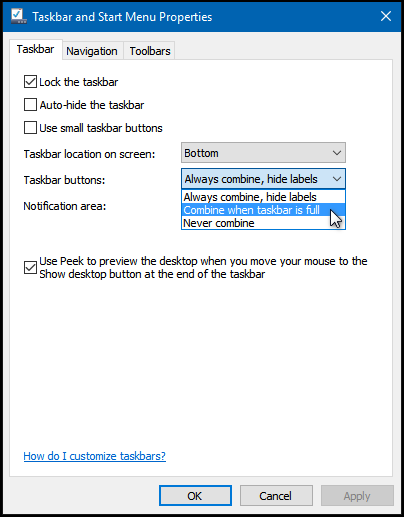 Taskbar and Start Menu Properties
Taskbar Navigation Toolbars
Lock the taskbar
Auto-hide the taskbar
Use small taskbar buttons
Taskbar location on screen: Bottom
Taskbar buttons: Always combine, hide labels
Always combine, hide labels
Notification area: Combine when taskbar is full
Never combine
Use Peek to preview the desktop when you move your mouse to the
Show desktop button at the end of the taskbar
How do I customize taskbars?
OK Cancel Apply